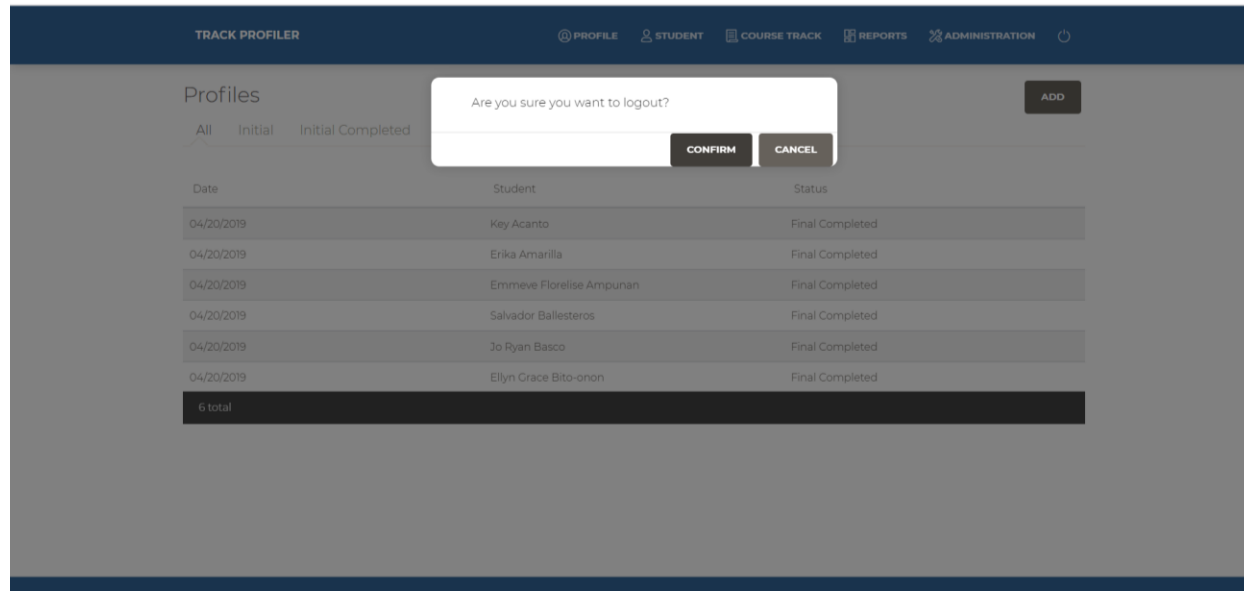 TRACK PROFILER PROFILE STUDENT COURSE TRACK REPORTS ADMINISTRATION
Profiles Are you sure you want to logout? ADD
All Initial Initial Completed
CONFIRM CANCEL
Date Student Status
04/20/2019 Key Acanto Final Completed
04/20/2019 Erika Amarilla Final Completed
04/20/2019 Emmeve Florelise Ampunan Final Completed
04/20/2019 Salvador Ballesteros Final Completed
04/20/2019 Jo Ryan Basco Final Completed
04/20/2019 Ellyn Grace Bito-onon Final Completed
6 total